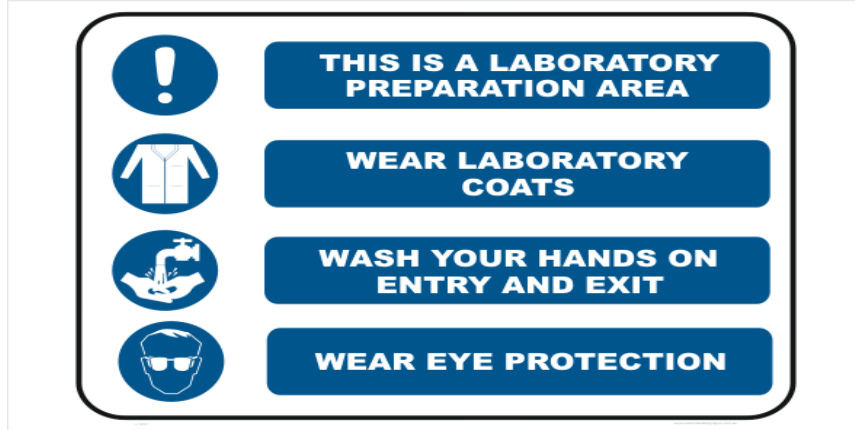 THIS IS A LABORATORY
PREPARATION AREA
WEAR LABORATORY
COATS
WASH YOUR HANDS ON
ENTRY AND EXIT
WEAR EYE PROTECTION